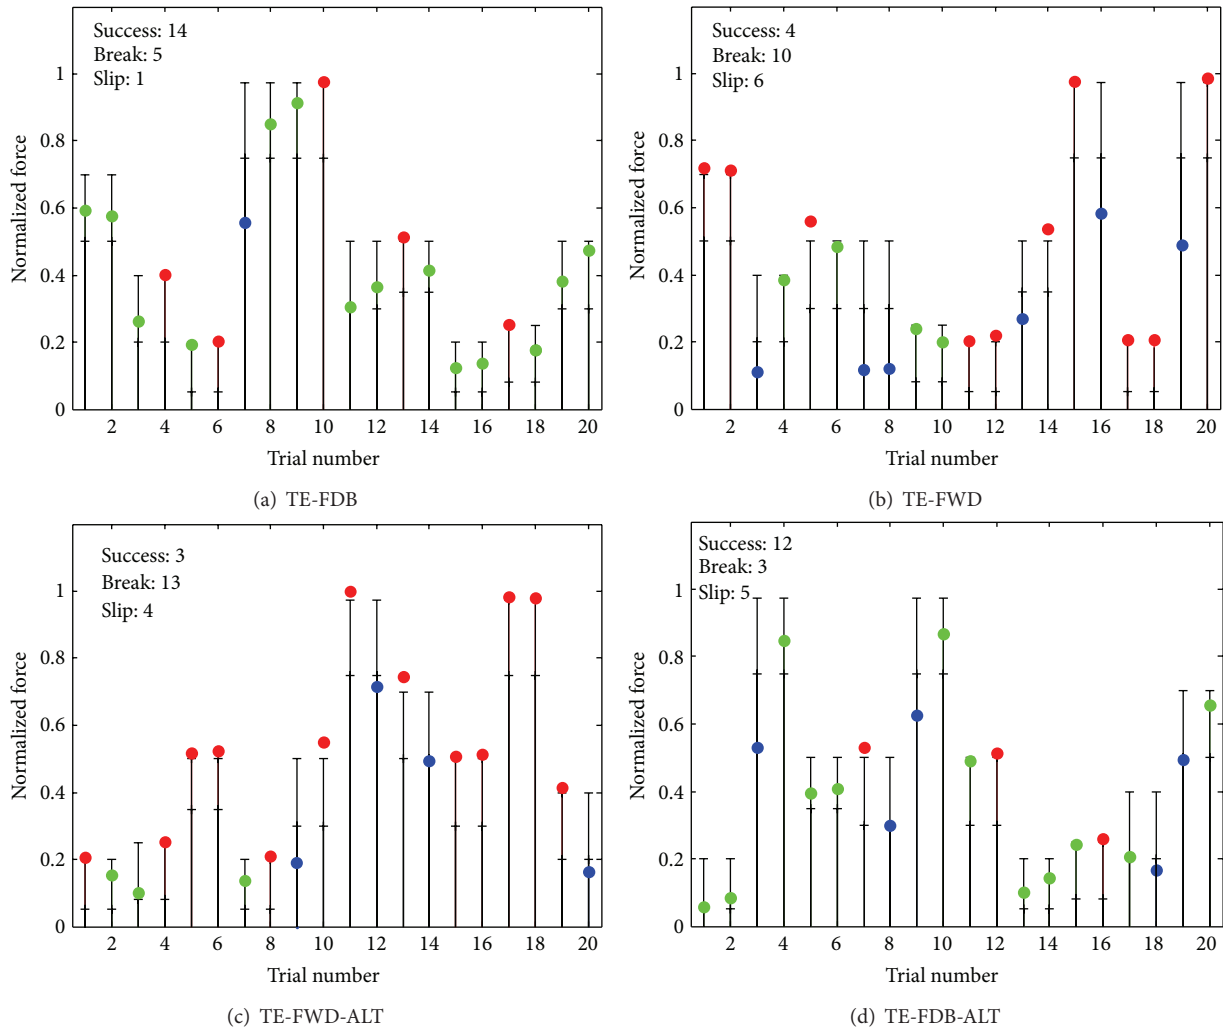 Success: 14
Break: 5
Slip: 1
Normalized force
1
0.8
0.6
0.4
0.2
0
2 4 6 8 10 12 14 16 18 20
Trial number
(a) TE-FDB
Success: 4
Break: 10
Slip: 6
Normalized force
1
0.8
0.6
0.4
0.2
0
2 4 6 8 10 12 14 16 18 20
Trial number
(b) TE-FWD
Success: 3
Break: 13
Slip: 4
Normalized force
1
0.8
0.6
0.4
0.2
0
2 4 6 8 10 12 14 16 18 20
Trial number
(c) TE-FWD-ALT
Success: 12
Break: 3
Slip: 5
Normalized force
1
0.8
0.6
0.4
0.2
0
2 4 6 8 10 12 14 16 18 20
Trial number
(d) TE-FDB-ALT